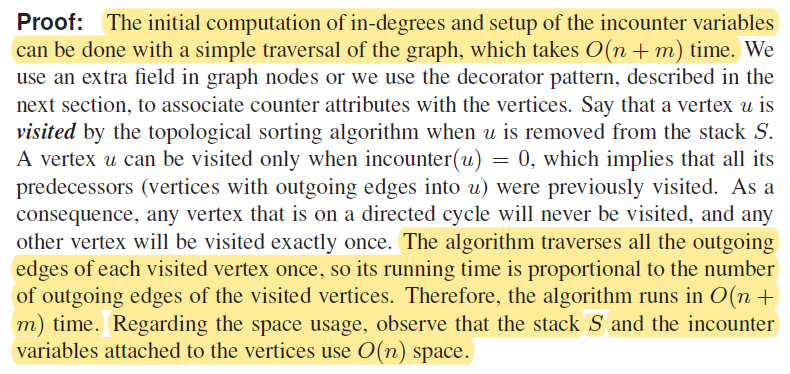 Proof: The initial computation of in-degrees and setup of the incounter variables
can be done with a simple traversal of the graph, which takes O(n + m) time. We
use an extra field in graph nodes or we use the decorator pattern, described in the
next section, to associate counter attributes with the vertices. Say that a vertex u is
visited by the topological sorting algorithm when u is removed from the stack S.
A vertex u can be visited only when incounter(u) = 0, which implies that all its
predecessors (vertices with outgoing edges into u) were previously visited. As a
consequence, any vertex that is on a directed cycle will never be visited, and any
other vertex will be visited exactly once. The algorithm traverses all the outgoing
edges of each visited vertex once, so its running time is proportional to the number
of outgoing edges of the visited vertices. Therefore, the algorithm runs in O(n +
m) time. Regarding the space usage, observe that the stack S and the incounter
variables attached to the vertices use O(n) space.